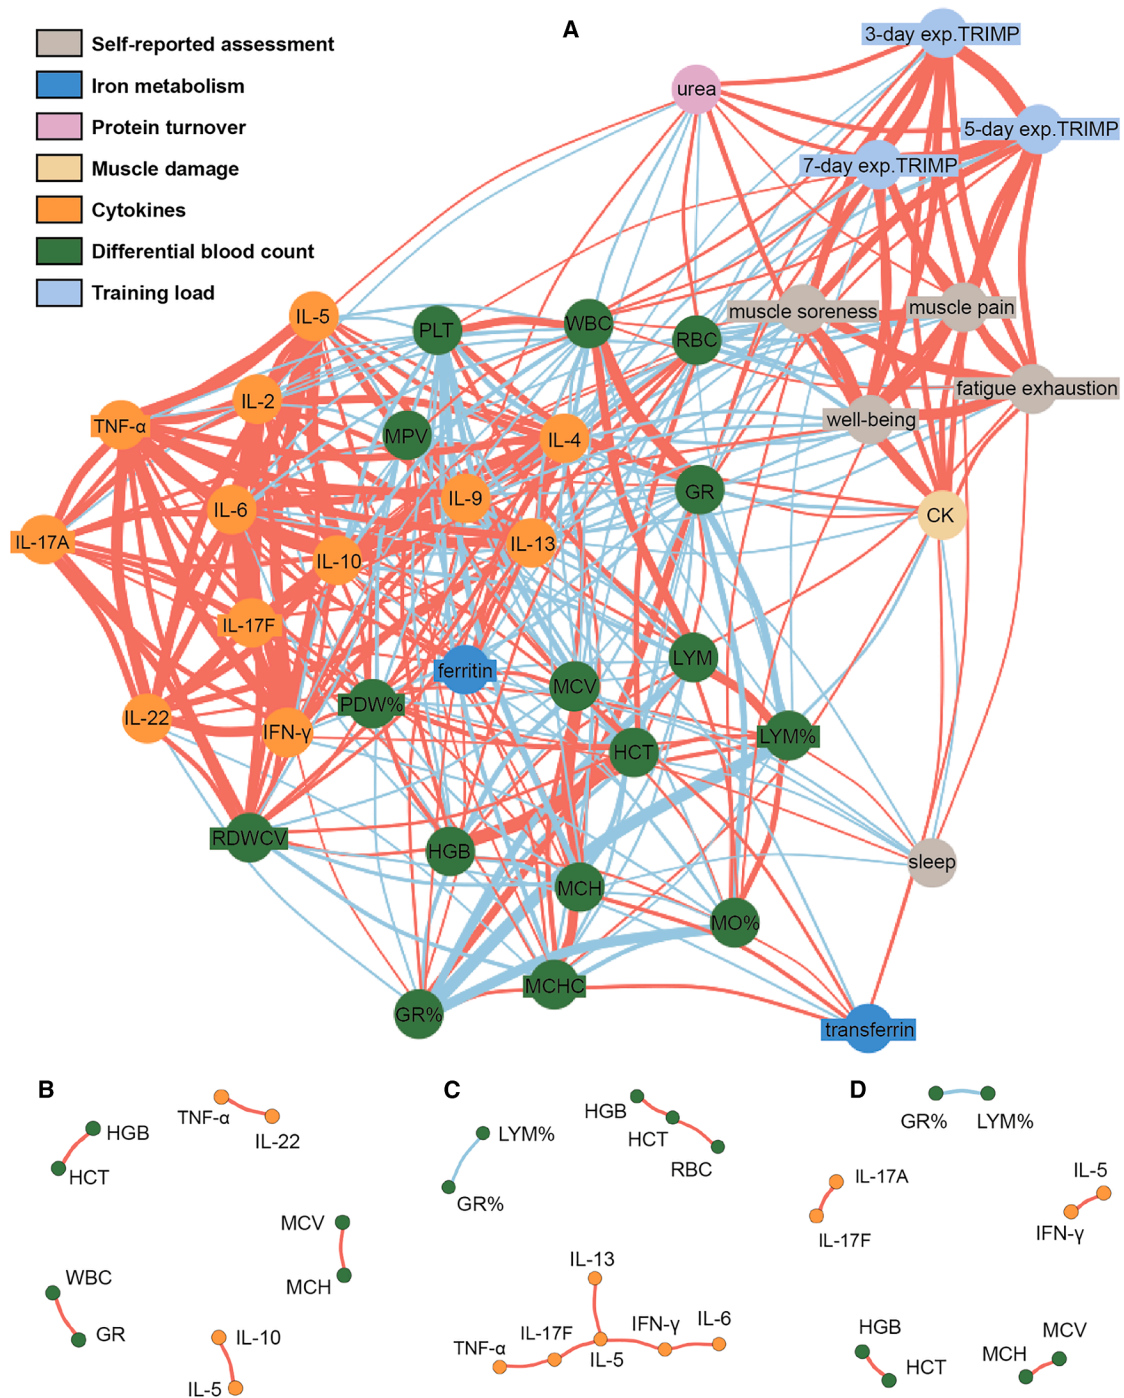 A
Self-reported assessment
Iron metabolism
Protein turnover
Muscle damage
Cytokines
Differential blood count
Training load
3-day exp.TRIMP
urea
5-day exp.TRIMP
7-day exp.TRIMP
IL-5
PLT
WBC
RBC
muscle soreness
muscle pain
fatigue exhaustion
IL-2
TNF-α
MPV
IL-4
well-being
IL-9
GR
IL-6
CK
IL-17A
IL-13
IL-10
IL-17F
LYM
ferritin
MCV
PDW%
IL-22
IFN-γ
LYM%
HCT
RDWCV
HGB
sleep
MCH
MO%
MCHC
GR%
transferrin
B
TNF-α
IL-22
HGB
HCT
MCV
MCH
WBC
GR
IL-10
IL-5
C
HGB
HCT
RBC
LYM%
GR%
IL-13
TNF-α
IL-17F
IL-5
IFN-γ
IL-6
D
GR%
LYM%
IL-17A
IL-17F
IL-5
IFN-γ
HGB
HCT
MCH
MCV